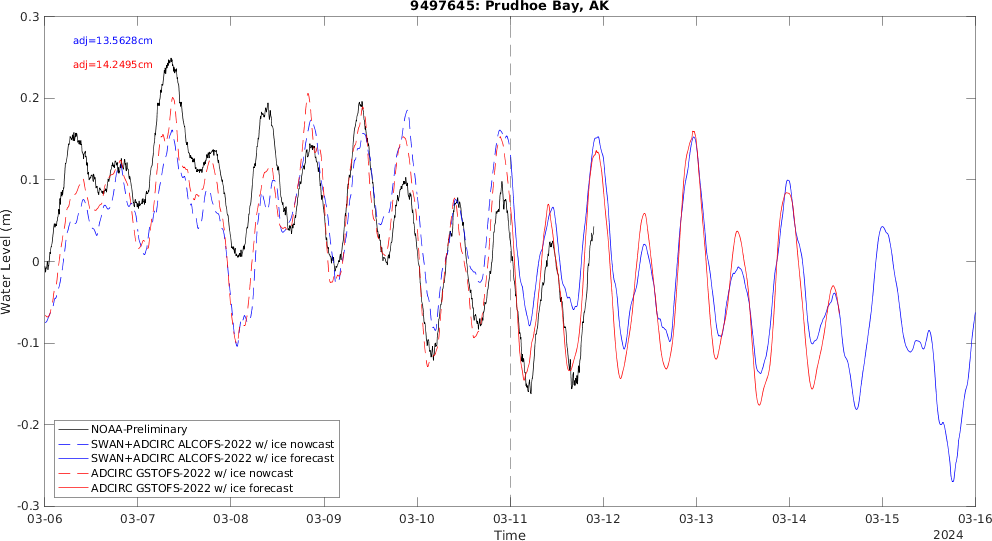 9497645: Prudhoe Bay, AK
adj=13.5628cm
adj=14.2495cm
Water Level (m)
0.3
0.2
0.1
0
-0.1
-0.2
-0.3
NOAA-Preliminary
SWAN+ADCIRC ALCOFS-2022 w/ ice nowcast
SWAN+ADCIRC ALCOFS-2022 w/ ice forecast
ADCIRC GSTOFS-2022 w/ ice nowcast
ADCIRC GSTOFS-2022 w/ ice forecast
03-06 03-07 03-08 03-09 03-10 03-11 03-12 03-13 03-14 03-15 03-16
Time
2024